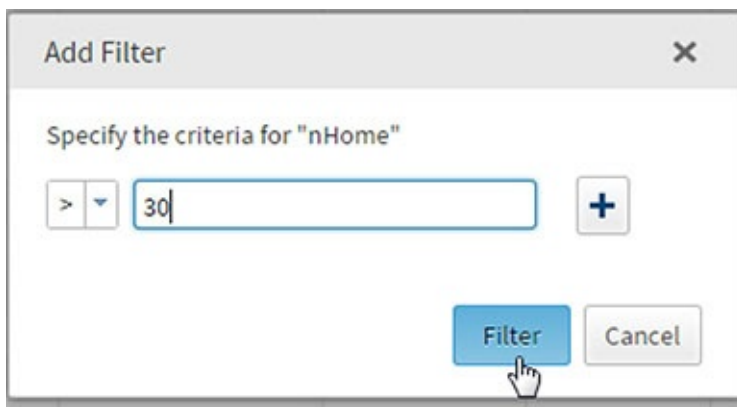 Add Filter ×
Specify the criteria for "nHome"
> 30 +
Filter Cancel